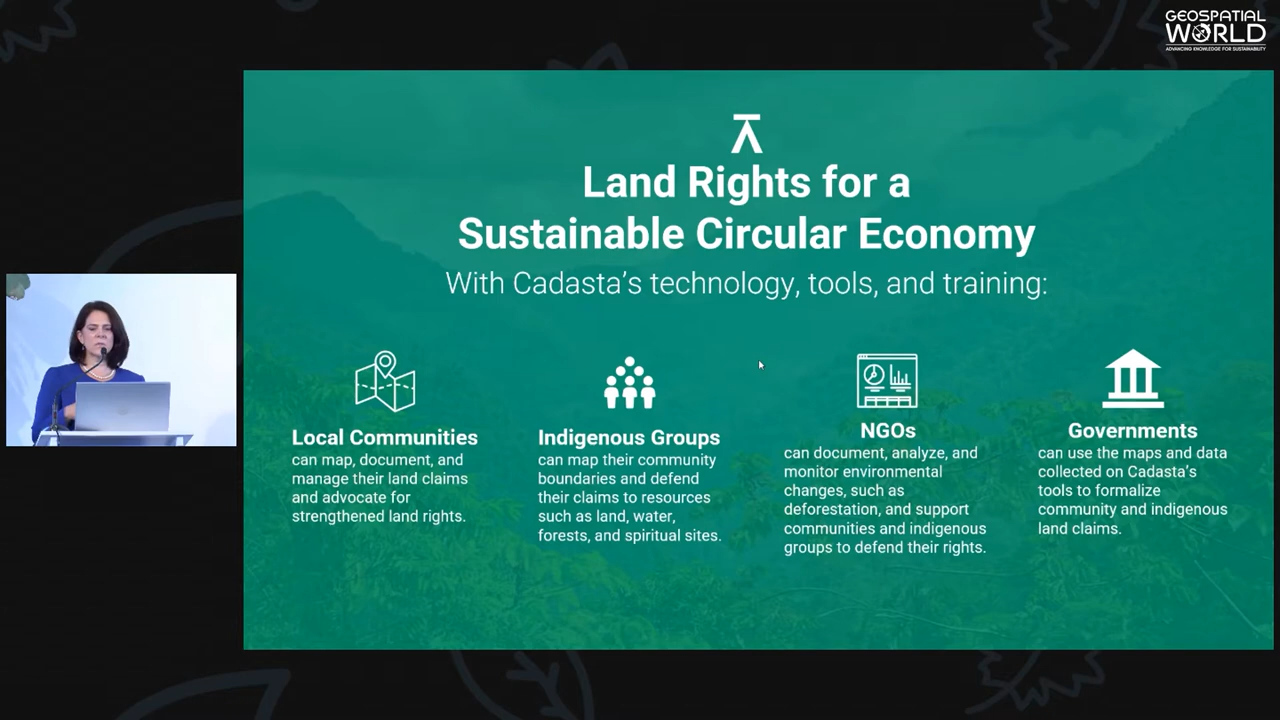 GEOSPATIAL
WORLD
ADVANCING KNOWLEDGE FOR SUSTAINABILITY
Land Rights for a
Sustainable Circular Economy
With Cadasta's technology, tools, and training:
Local Communities
can map, document, and
manage their land claims
and advocate for
strengthened land rights.
Indigenous Groups
can map their community
boundaries and defend
their claims to resources
such as land, water,
forests, and spiritual sites.
NGOs
can document, analyze, and
monitor environmental
changes, such as
deforestation, and support
communities and indigenous
groups to defend their rights.
Governments
can use the maps and data
collected on Cadasta's
tools to formalize
community and indigenous
land claims.